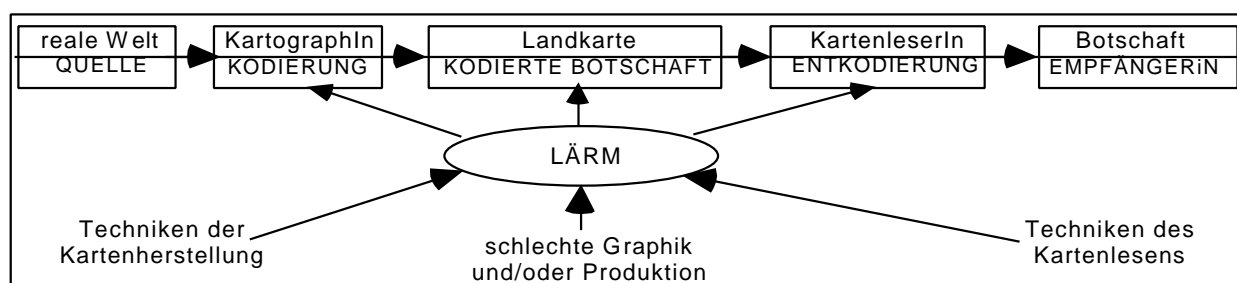 reale Welt
QUELLE
KartographIn
KODIERUNG
Landkarte
KODIERTE BOTSCHAFT
KartenleserIn
ENTKODIERUNG
Botschaft
EMPFÄNGERiN
LÄRM
Techniken der
Kartenherstellung
schlechte Graphik
und/oder Produktion
Techniken des
Kartenlesens